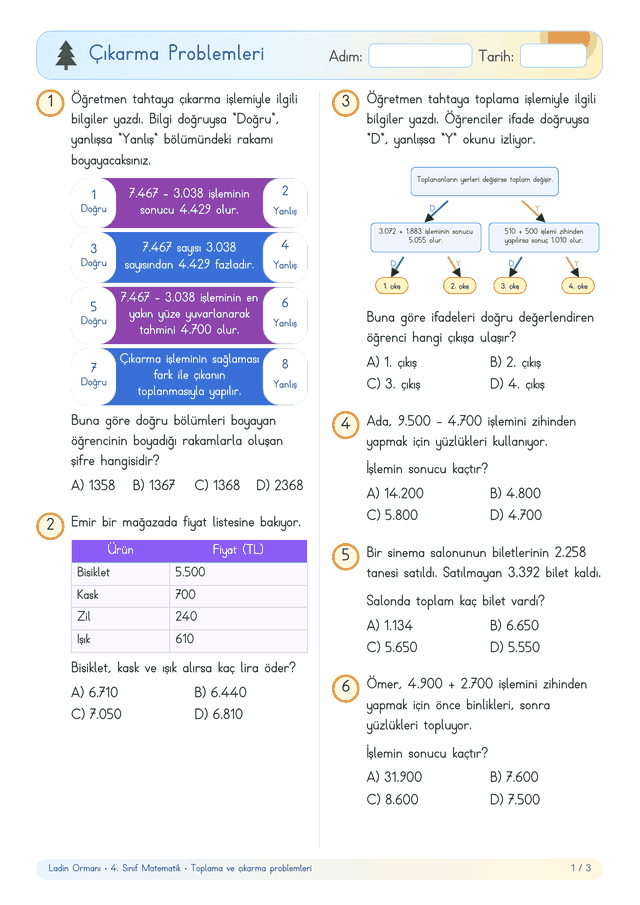 Çıkarma Problemleri
Adım:
Tarih:
1
Öğretmen tahtaya çıkarma işlemiyle ilgili
bilgiler yazdı. Bilgi doğruysa "Doğru",
yanlışsa "Yanlış" bölümündeki rakamı
boyayacaksınız.
1
Doğru
7.467 - 3.038 işleminin
sonucu 4.429 olur.
2
Yanlış
3
Doğru
7.467 sayısı 3.038
sayısından 4.429 fazladır.
4
Yanlış
5
Doğru
7.467 - 3.038 işleminin en
yakın yüze yuvarlanarak
tahmini 4.700 olur.
6
Yanlış
7
Doğru
Çıkarma işleminin sağlaması
fark ile çıkanın
toplanmasıyla yapılır.
8
Yanlış
Buna göre doğru bölümleri boyayan
öğrencinin boyadığı rakamlarla oluşan
şifre hangisidir?
A) 1358 B) 1367 C) 1368 D) 2368
2
Emir bir mağazada fiyat listesine bakıyor.
Ürün Fiyat (TL)
Bisiklet 5.500
Kask 700
Zil 240
Işık 610
Bisiklet, kask ve ışık alırsa kaç lira öder?
A) 6.710 B) 6.440
C) 7.050 D) 6.810
3
Öğretmen tahtaya toplama işlemiyle ilgili
bilgiler yazdı. Öğrenciler ifade doğruysa
"D", yanlışsa "Y" okunu izliyor.
Toplananların yerleri değişirse toplam değişir.
D Y
3.072 + 1.883 işleminin sonucu
5.055 olur.
510 + 500 işlemi zihinden
yapılırsa sonuç 1.010 olur.
D Y D Y
1. çıkış 2. çıkış 3. çıkış 4. çıkış
Buna göre ifadeleri doğru değerlendiren
öğrenci hangi çıkışa ulaşır?
A) 1. çıkış B) 2. çıkış
C) 3. çıkış D) 4. çıkış
4
Ada, 9.500 - 4.700 işlemini zihinden
yapmak için yüzlükleri kullanıyor.
İşlemin sonucu kaçtır?
A) 14.200 B) 4.800
C) 5.800 D) 4.700
5
Bir sinema salonunun biletlerinin 2.258
tanesi satıldı. Satılmayan 3.392 bilet kaldı.
Salonda toplam kaç bilet vardı?
A) 1.134 B) 6.650
C) 5.650 D) 5.550
6
Ömer, 4.900 + 2.700 işlemini zihinden
yapmak için önce binlikleri, sonra
yüzlükleri topluyor.
İşlemin sonucu kaçtır?
A) 31.900 B) 7.600
C) 8.600 D) 7.500
Ladin Ormanı • 4. Sınıf Matematik • Toplama ve çıkarma problemleri
1 / 3